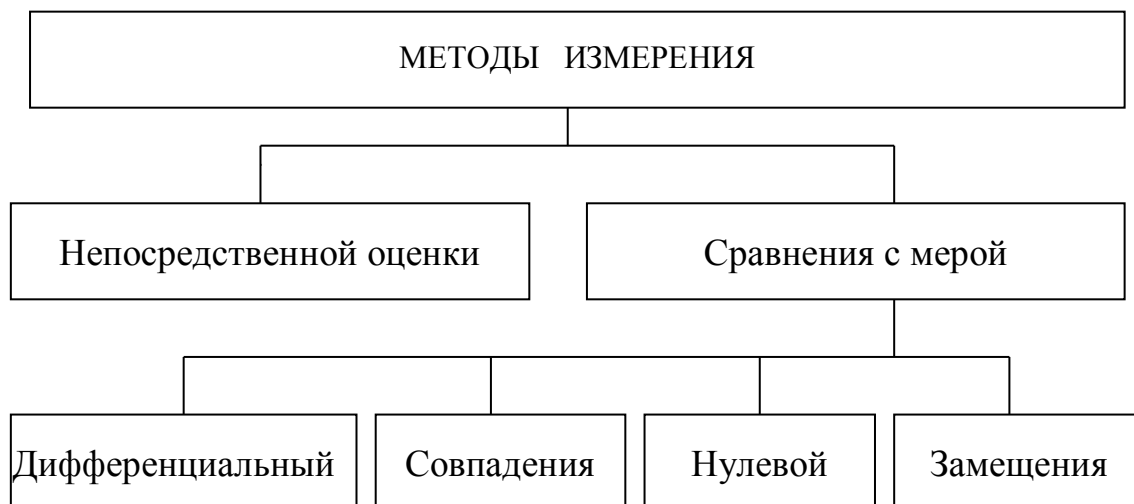 МЕТОДЫ ИЗМЕРЕНИЯ
Непосредственной оценки
Сравнения с мерой
Дифференциальный
Совпадения
Нулевой
Замещения